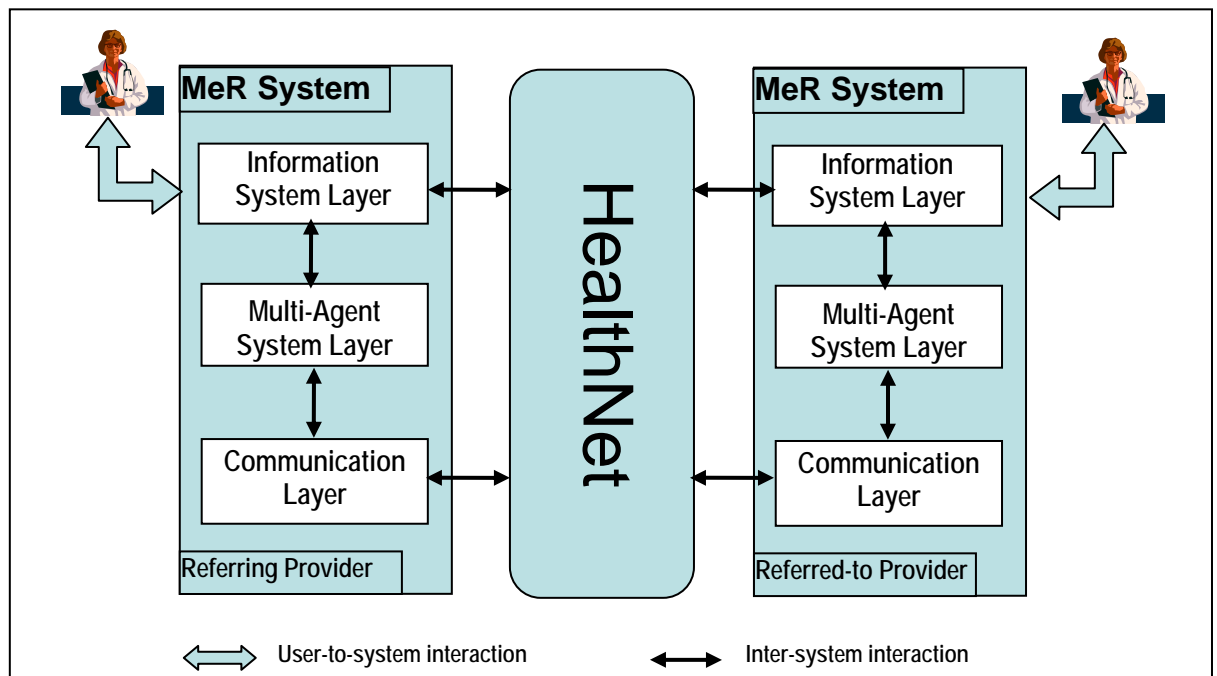 MeR System
Information
System Layer
Multi-Agent
System Layer
Communication
Layer
Referring Provider
HealthNet
MeR System
Information
System Layer
Multi-Agent
System Layer
Communication
Layer
Referred-to Provider
User-to-system interaction
Inter-system interaction